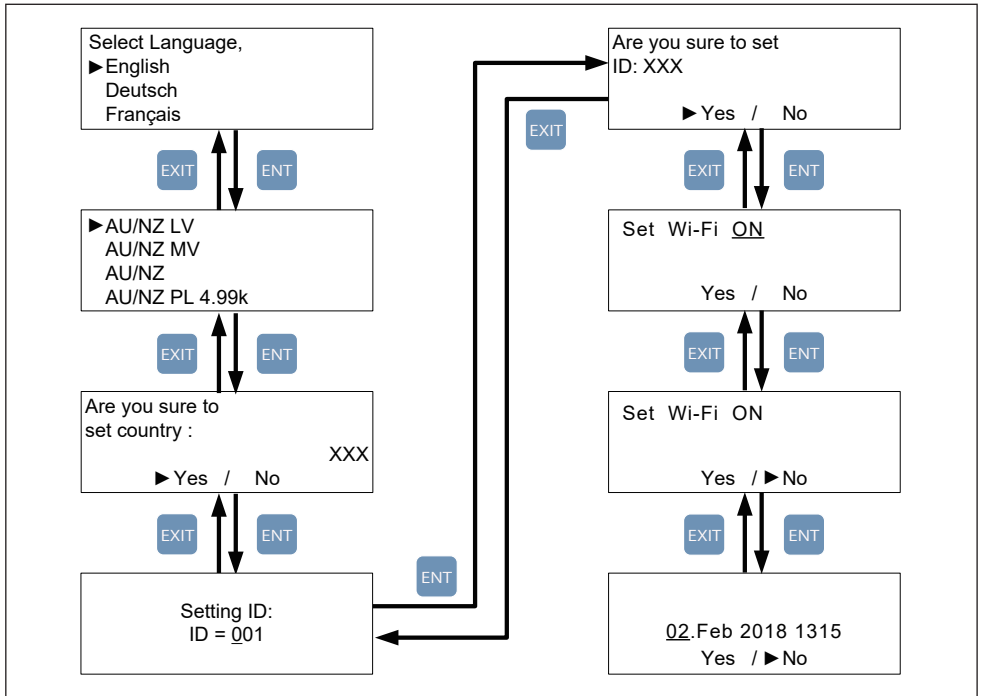 Select Language,
►English
Deutsch
Français
EXIT
ENT
►AU/NZ LV
AU/NZ MV
AU/NZ
AU/NZ PL 4.99k
EXIT
ENT
Are you sure to
set country :
XXX
►Yes / No
EXIT
ENT
Setting ID:
ID = 001
ENT
EXIT
Are you sure to set
ID: XXX
►Yes / No
EXIT
ENT
Set Wi-Fi ON
Yes / No
EXIT
ENT
Set Wi-Fi ON
Yes /►No
EXIT
ENT
02.Feb 2018 1315
Yes /►No